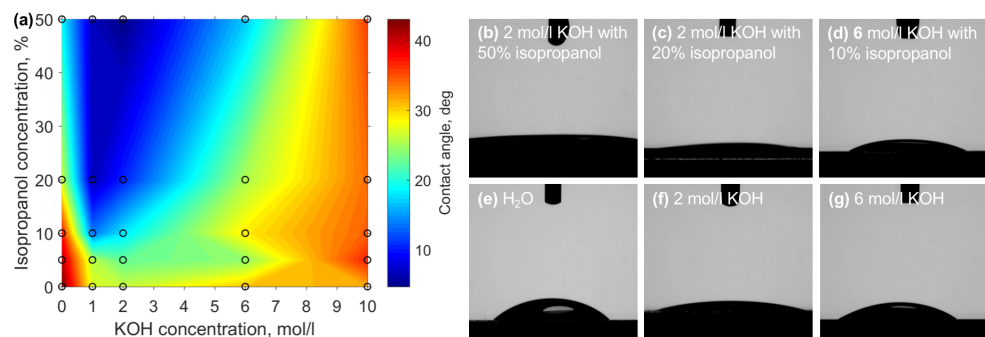 (a)
50
40
30
20
10
0
Isopropanol concentration, %
0 1 2 3 4 5 6 7 8 9 10
KOH concentration, mol/l
40
30
20
10
Contact angle, deg
(b) 2 mol/l KOH with
50% isopropanol
(c) 2 mol/l KOH with
20% isopropanol
(d) 6 mol/l KOH with
10% isopropanol
(e) H₂O
(f) 2 mol/l KOH
(g) 6 mol/l KOH